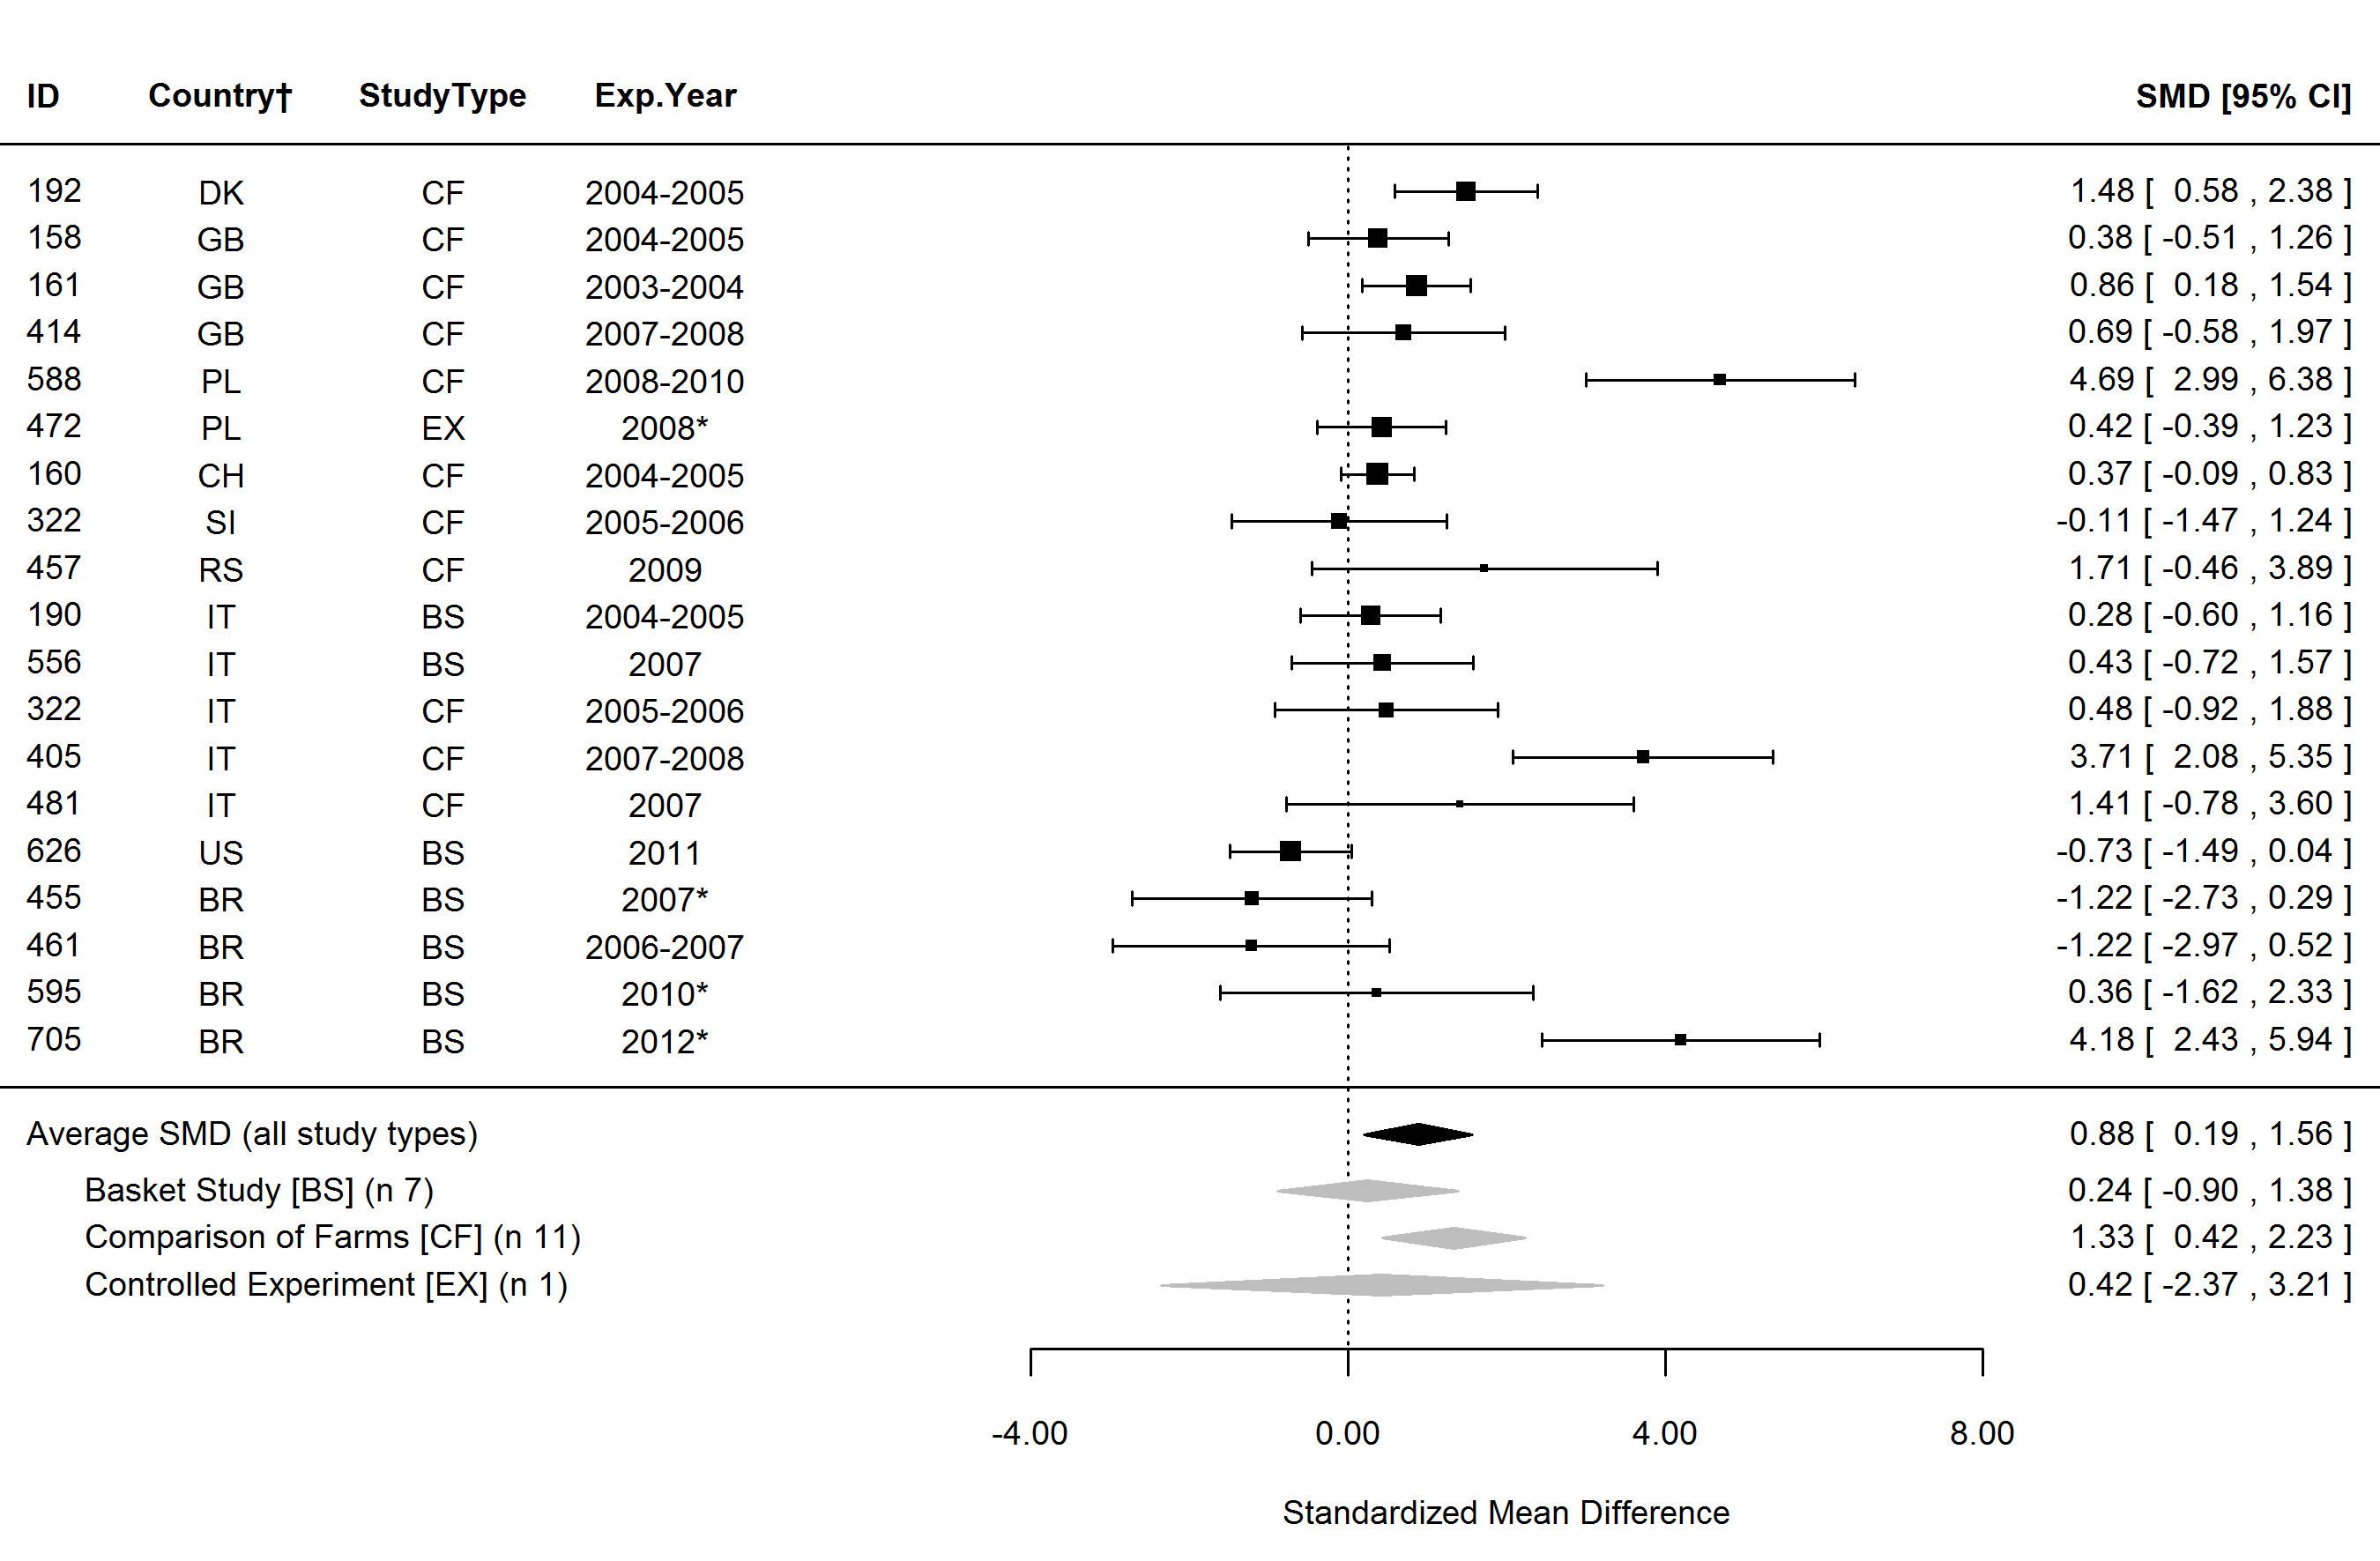 ID Country† StudyType Exp.Year SMD [95% CI]
192 DK CF 2004-2005 1.48 [ 0.58 , 2.38 ]
158 GB CF 2004-2005 0.38 [ -0.51 , 1.26 ]
161 GB CF 2003-2004 0.86 [ 0.18 , 1.54 ]
414 GB CF 2007-2008 0.69 [ -0.58 , 1.97 ]
588 PL CF 2008-2010 4.69 [ 2.99 , 6.38 ]
472 PL EX 2008* 0.42 [ -0.39 , 1.23 ]
160 CH CF 2004-2005 0.37 [ -0.09 , 0.83 ]
322 SI CF 2005-2006 -0.11 [ -1.47 , 1.24 ]
457 RS CF 2009 1.71 [ -0.46 , 3.89 ]
190 IT BS 2004-2005 0.28 [ -0.60 , 1.16 ]
556 IT BS 2007 0.43 [ -0.72 , 1.57 ]
322 IT CF 2005-2006 0.48 [ -0.92 , 1.88 ]
405 IT CF 2007-2008 3.71 [ 2.08 , 5.35 ]
481 IT CF 2007 1.41 [ -0.78 , 3.60 ]
626 US BS 2011 -0.73 [ -1.49 , 0.04 ]
455 BR BS 2007* -1.22 [ -2.73 , 0.29 ]
461 BR BS 2006-2007 -1.22 [ -2.97 , 0.52 ]
595 BR BS 2010* 0.36 [ -1.62 , 2.33 ]
705 BR BS 2012* 4.18 [ 2.43 , 5.94 ]
Average SMD (all study types) 0.88 [ 0.19 , 1.56 ]
Basket Study [BS] (n 7) 0.24 [ -0.90 , 1.38 ]
Comparison of Farms [CF] (n 11) 1.33 [ 0.42 , 2.23 ]
Controlled Experiment [EX] (n 1) 0.42 [ -2.37 , 3.21 ]
-4.00 0.00 4.00 8.00
Standardized Mean Difference